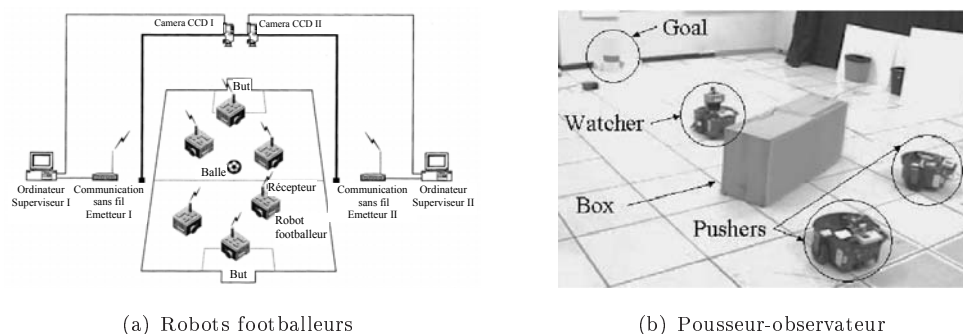 Camera CCD I
Camera CCD II
But
Balle
Récepteur
Ordinateur
Superviseur I
Communication
sans fil
Emetteur I
Robot
footballeur
Communication
sans fil
Emetteur II
Ordinateur
Superviseur II
But
(a) Robots footballeurs
Goal
Watcher
Box
Pushers
(b) Pousseur-observateur